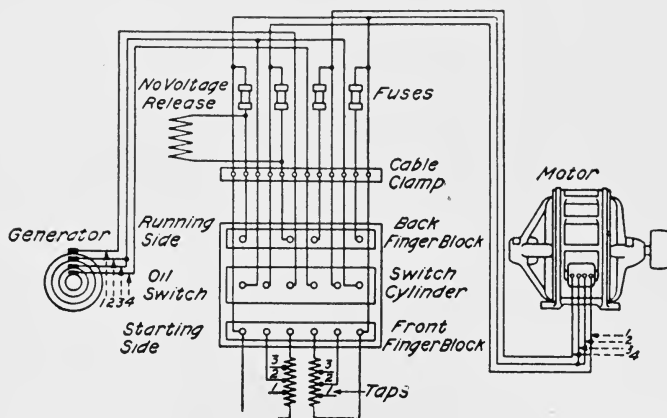 No Voltage
Release
Fuses
Cable
Clamp
Motor
Generator
Running
Side
Back
Finger Block
1234
Oil
Switch
Switch
Cylinder
Starting
Side
Front
Finger Block
1
2
3
4
3
2
1
3
2
1
Taps